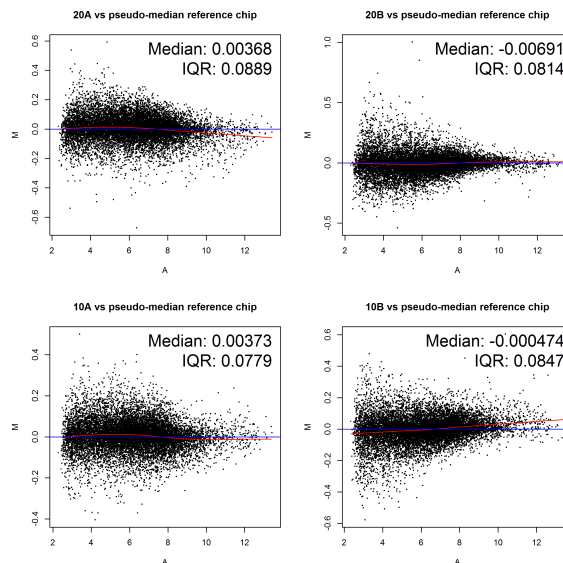 20A vs pseudo-median reference chip
20B vs pseudo-median reference chip
Median: 0.00368
IQR: 0.0889
Median: -0.00691
IQR: 0.0814
M
0.6
0.4
0.2
0.0
-0.2
-0.4
-0.6
2 4 6 8 10 12
A
M
1.0
0.5
0.0
-0.5
2 4 6 8 10 12
A
10A vs pseudo-median reference chip
10B vs pseudo-median reference chip
Median: 0.00373
IQR: 0.0779
Median: -0.000474
IQR: 0.0847
M
0.4
0.2
0.0
-0.2
-0.4
2 4 6 8 10 12
A
M
0.6
0.4
0.2
0.0
-0.2
-0.4
-0.6
2 4 6 8 10 12
A